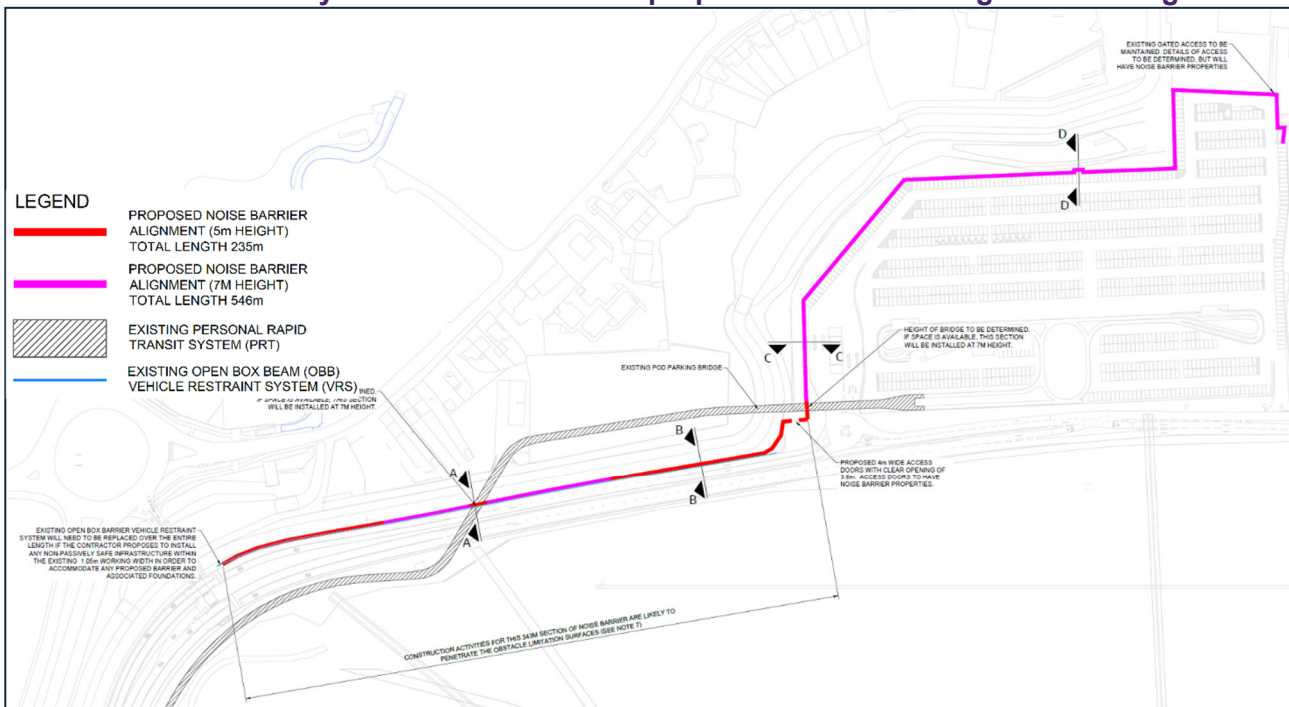 EXISTING GATED ACCESS TO BE
MAINTAINED. DETAILS OF ACCESS
TO BE DETERMINED, BUT WILL
HAVE NOISE BARRIER PROPERTIES
D
D
LEGEND
PROPOSED NOISE BARRIER
ALIGNMENT (5m HEIGHT)
TOTAL LENGTH 235m
PROPOSED NOISE BARRIER
ALIGNMENT (7M HEIGHT)
TOTAL LENGTH 546m
EXISTING PERSONAL RAPID
TRANSIT SYSTEM (PRT)
EXISTING OPEN BOX BEAM (OBB)
VEHICLE RESTRAINT SYSTEM (VRS)
INED.
IF SPACE IS AVAILABLE, THIS SECTION
WILL BE INSTALLED AT 7M HEIGHT.
HEIGHT OF BRIDGE TO BE DETERMINED.
IF SPACE IS AVAILABLE, THIS SECTION
WILL BE INSTALLED AT 7M HEIGHT.
C
C
EXISTING POD PARKING BRIDGE
B
B
A
A
PROPOSED 4m WIDE ACCESS
DOORS WITH CLEAR OPENING OF
3.6m. ACCESS DOORS TO HAVE
NOISE BARRIER PROPERTIES.
EXISTING OPEN BOX BARRIER VEHICLE RESTRAINT
SYSTEM WILL NEED TO BE REPLACED OVER THE ENTIRE
LENGTH IF THE CONTRACTOR PROPOSES TO INSTALL
ANY NON-PASSIVELY SAFE INFRASTRUCTURE WITHIN
THE EXISTING 1.05m WORKING WIDTH IN ORDER TO
ACCOMMODATE ANY PROPOSED BARRIER AND
ASSOCIATED FOUNDATIONS.
CONSTRUCTION ACTIVITIES FOR THIS 343M SECTION OF NOISE BARRIER ARE LIKELY TO
PENETRATE THE OBSTACLE LIMITATION SURFACES (SEE NOTE 7)